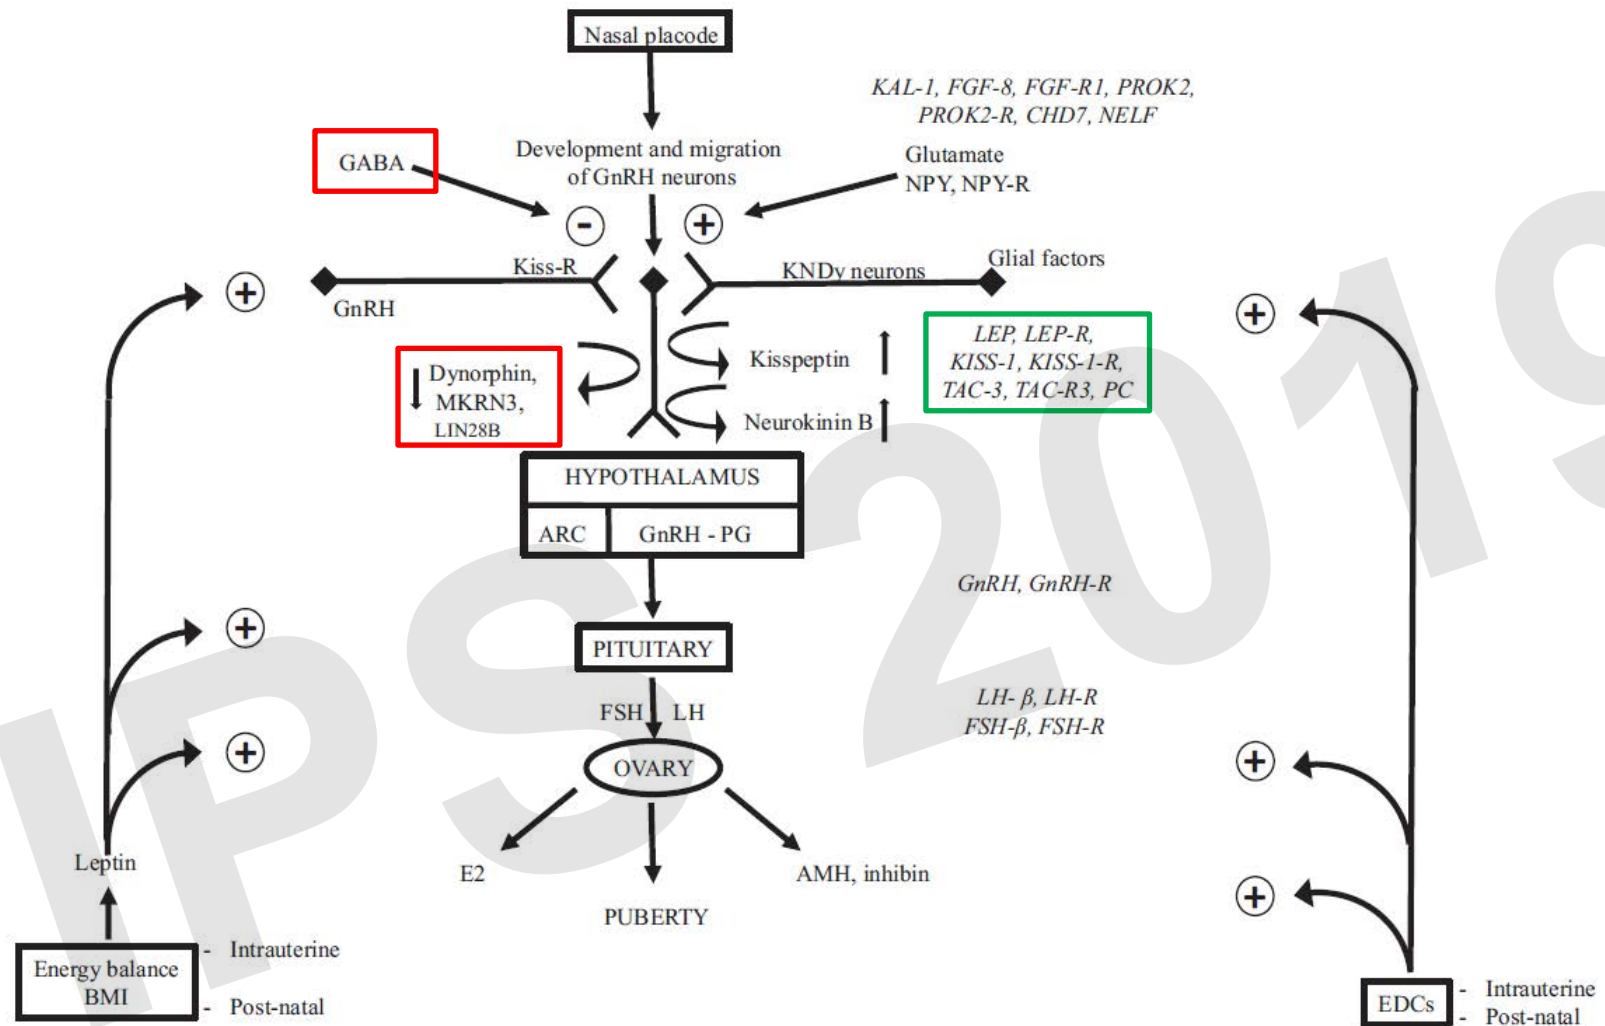 Nasal placode
KAL-1, FGF-8, FGF-R1, PROK2,
PROK2-R, CHD7, NELF
GABA
Development and migration
of GnRH neurons
Glutamate
NPY, NPY-R
-
+
Kiss-R
KNDy neurons
Glial factors
GnRH
+
+
Dynorphin,
MKRN3,
LIN28B
Kisspeptin
Neurokinin B
LEP, LEP-R,
KISS-1, KISS-1-R,
TAC-3, TAC-R3, PC
HYPOTHALAMUS
ARC
GnRH - PG
GnRH, GnRH-R
+
PITUITARY
FSH
LH
LH- β, LH-R
FSH-β, FSH-R
+
OVARY
+
Leptin
E2
AMH, inhibin
+
PUBERTY
Energy balance
BMI
- Intrauterine
- Post-natal
EDCs
- Intrauterine
- Post-natal
IPS 2019